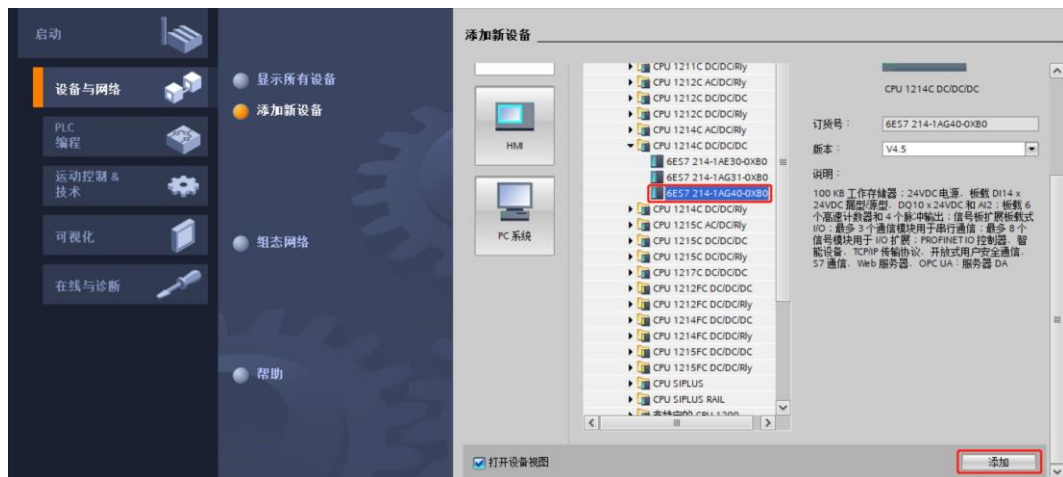 启动
设备与网络
PLC
编程
运动控制 &
技术
可视化
在线与诊断
显示所有设备
添加新设备
组态网络
帮助
添加新设备
HMI
PC 系统
CPU 1211C DC/DC/Rly
CPU 1212C AC/DC/Rly
CPU 1212C DC/DC/DC
CPU 1212C DC/DC/Rly
CPU 1214C AC/DC/Rly
CPU 1214C DC/DC/DC
6ES7 214-1AE30-0XB0
6ES7 214-1AG31-0XB0
6ES7 214-1AG40-0XB0
CPU 1214C DC/DC/Rly
CPU 1215C AC/DC/Rly
CPU 1215C DC/DC/DC
CPU 1215C DC/DC/Rly
CPU 1217C DC/DC/DC
CPU 1212FC DC/DC/DC
CPU 1212FC DC/DC/Rly
CPU 1214FC DC/DC/DC
CPU 1214FC DC/DC/Rly
CPU 1215FC DC/DC/DC
CPU 1215FC DC/DC/Rly
CPU SIPLUS
CPU SIPLUS RAIL
CPU 1214C DC/DC/DC
订货号：
6ES7 214-1AG40-0XB0
版本：
V4.5
说明：
100 KB 工作存储器；24VDC 电源，板载 DI14 x
24VDC 漏型/源型，DQ10 x 24VDC 和 AI2；板载 6
个高速计数器和 4 个脉冲输出；信号板扩展板载式
I/O；最多 3 个通信模块用于串行通信；最多 8 个
信号模块用于 I/O 扩展；PROFINET IO 控制器，智
能设备，TCP/IP 传输协议，开放式用户安全通信，
S7 通信，Web 服务器，OPC UA：服务器 DA
打开设备视图
添加